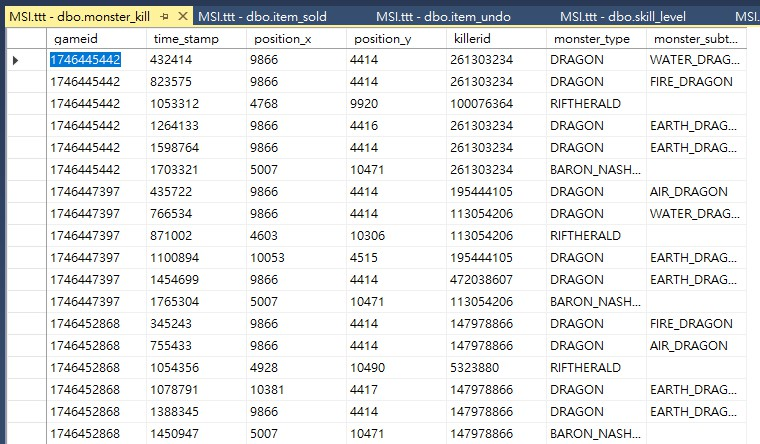 MSI.ttt - dbo.monster_kill MSI.ttt - dbo.item_sold MSI.ttt - dbo.item_undo MSI.ttt - dbo.skill_level MSI.
gameid time_stamp position_x position_y killerid monster_type monster_subt...
1746445442 432414 9866 4414 261303234 DRAGON WATER_DRAG...
1746445442 823575 9866 4414 261303234 DRAGON FIRE_DRAGON
1746445442 1053312 4768 9920 100076364 RIFTHERALD
1746445442 1264133 9866 4416 261303234 DRAGON EARTH_DRAG...
1746445442 1598764 9866 4414 261303234 DRAGON EARTH_DRAG...
1746445442 1703321 5007 10471 261303234 BARON_NASH...
1746447397 435722 9866 4414 195444105 DRAGON AIR_DRAGON
1746447397 766534 9866 4414 113054206 DRAGON WATER_DRAG...
1746447397 871002 4603 10306 113054206 RIFTHERALD
1746447397 1100894 10053 4515 195444105 DRAGON EARTH_DRAG...
1746447397 1454699 9866 4414 472038607 DRAGON EARTH_DRAG...
1746447397 1765304 5007 10471 113054206 BARON_NASH...
1746452868 345243 9866 4414 147978866 DRAGON FIRE_DRAGON
1746452868 755433 9866 4414 147978866 DRAGON AIR_DRAGON
1746452868 1054356 4928 10490 5323880 RIFTHERALD
1746452868 1078791 10381 4417 147978866 DRAGON EARTH_DRAG...
1746452868 1388345 9866 4414 147978866 DRAGON EARTH_DRAG...
1746452868 1450947 5007 10471 147978866 BARON_NASH...